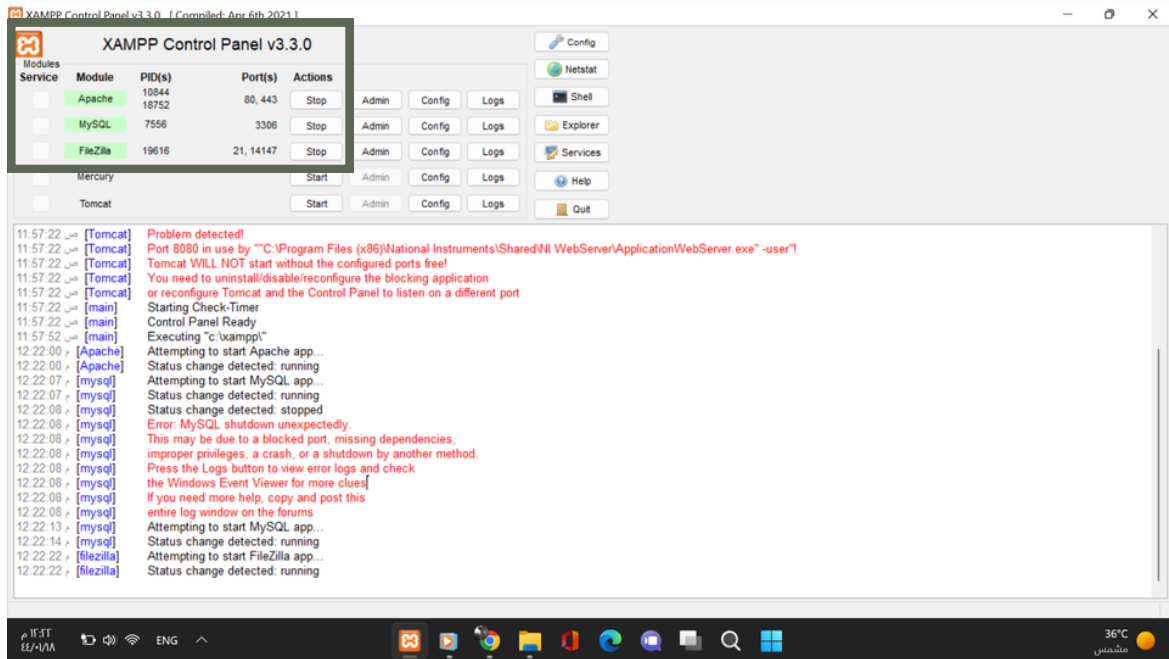 XAMPP Control Panel v3.3.0 [ Compiled: Apr 6th 2021 ]
XAMPP Control Panel v3.3.0
Config
Modules
Service Module PID(s) Port(s) Actions
Netstat
Apache 10844 18752 80, 443 Stop Admin Config Logs
Shell
MySQL 7556 3306 Stop Admin Config Logs
Explorer
FileZilla 19616 21, 14147 Stop Admin Config Logs
Services
Mercury Start Admin Config Logs
Help
Tomcat Start Admin Config Logs
Quit
11:57:22 ص [Tomcat] Problem detected!
11:57:22 ص [Tomcat] Port 8080 in use by ""C:\Program Files (x86)\National Instruments\Shared\NI WebServer\ApplicationWebServer.exe" -user"!
11:57:22 ص [Tomcat] Tomcat WILL NOT start without the configured ports free!
11:57:22 ص [Tomcat] You need to uninstall/disable/reconfigure the blocking application
11:57:22 ص [Tomcat] or reconfigure Tomcat and the Control Panel to listen on a different port
11:57:22 ص [main] Starting Check-Timer
11:57:22 ص [main] Control Panel Ready
11:57:52 ص [main] Executing "c:\xampp\"
12:22:00 م [Apache] Attempting to start Apache app...
12:22:00 م [Apache] Status change detected: running
12:22:07 م [mysql] Attempting to start MySQL app...
12:22:07 م [mysql] Status change detected: running
12:22:08 م [mysql] Status change detected: stopped
12:22:08 م [mysql] Error: MySQL shutdown unexpectedly.
12:22:08 م [mysql] This may be due to a blocked port, missing dependencies,
12:22:08 م [mysql] improper privileges, a crash, or a shutdown by another method.
12:22:08 م [mysql] Press the Logs button to view error logs and check
12:22:08 م [mysql] the Windows Event Viewer for more clues
12:22:08 م [mysql] If you need more help, copy and post this
12:22:08 م [mysql] entire log window on the forums
12:22:13 م [mysql] Attempting to start MySQL app...
12:22:14 م [mysql] Status change detected: running
12:22:22 م [filezilla] Attempting to start FileZilla app...
12:22:22 م [filezilla] Status change detected: running
١٢:٢٢ م
ENG
36°C
مشمس